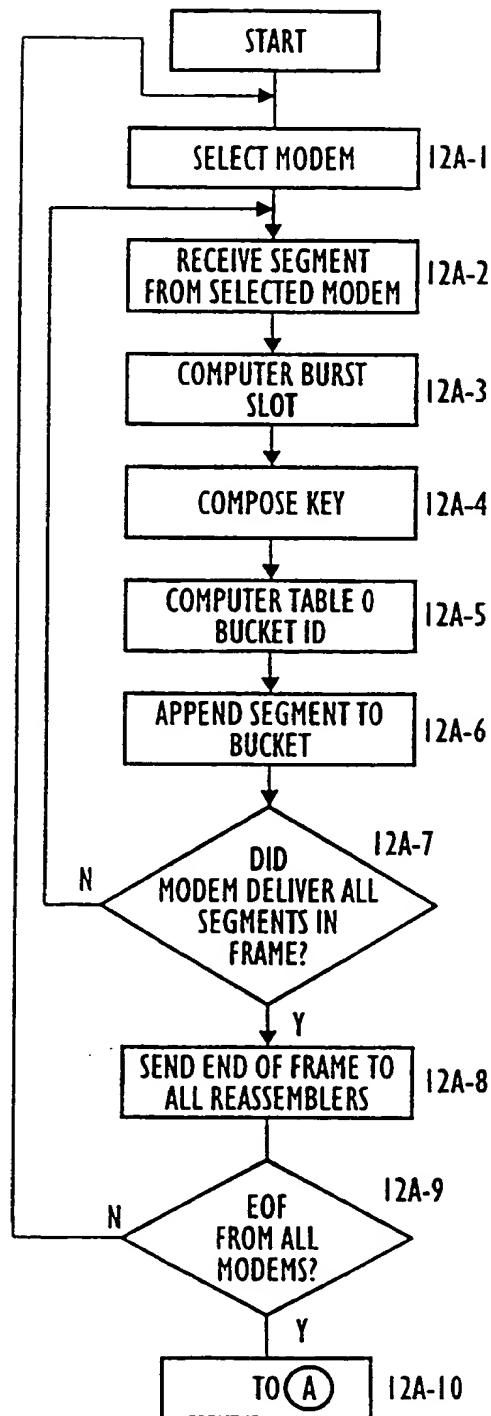 START
SELECT MODEM 12A-1
RECEIVE SEGMENT 12A-2
FROM SELECTED MODEM
COMPUTER BURST 12A-3
SLOT
COMPOSE KEY 12A-4
COMPUTER TABLE 0 12A-5
BUCKET ID
APPEND SEGMENT TO 12A-6
BUCKET
12A-7
DID
N MODEM DELIVER ALL
SEGMENTS IN
FRAME?
Y
SEND END OF FRAME TO 12A-8
ALL REASSEMBLERS
12A-9
EOF
N FROM ALL
MODEMS?
Y
TO A 12A-10